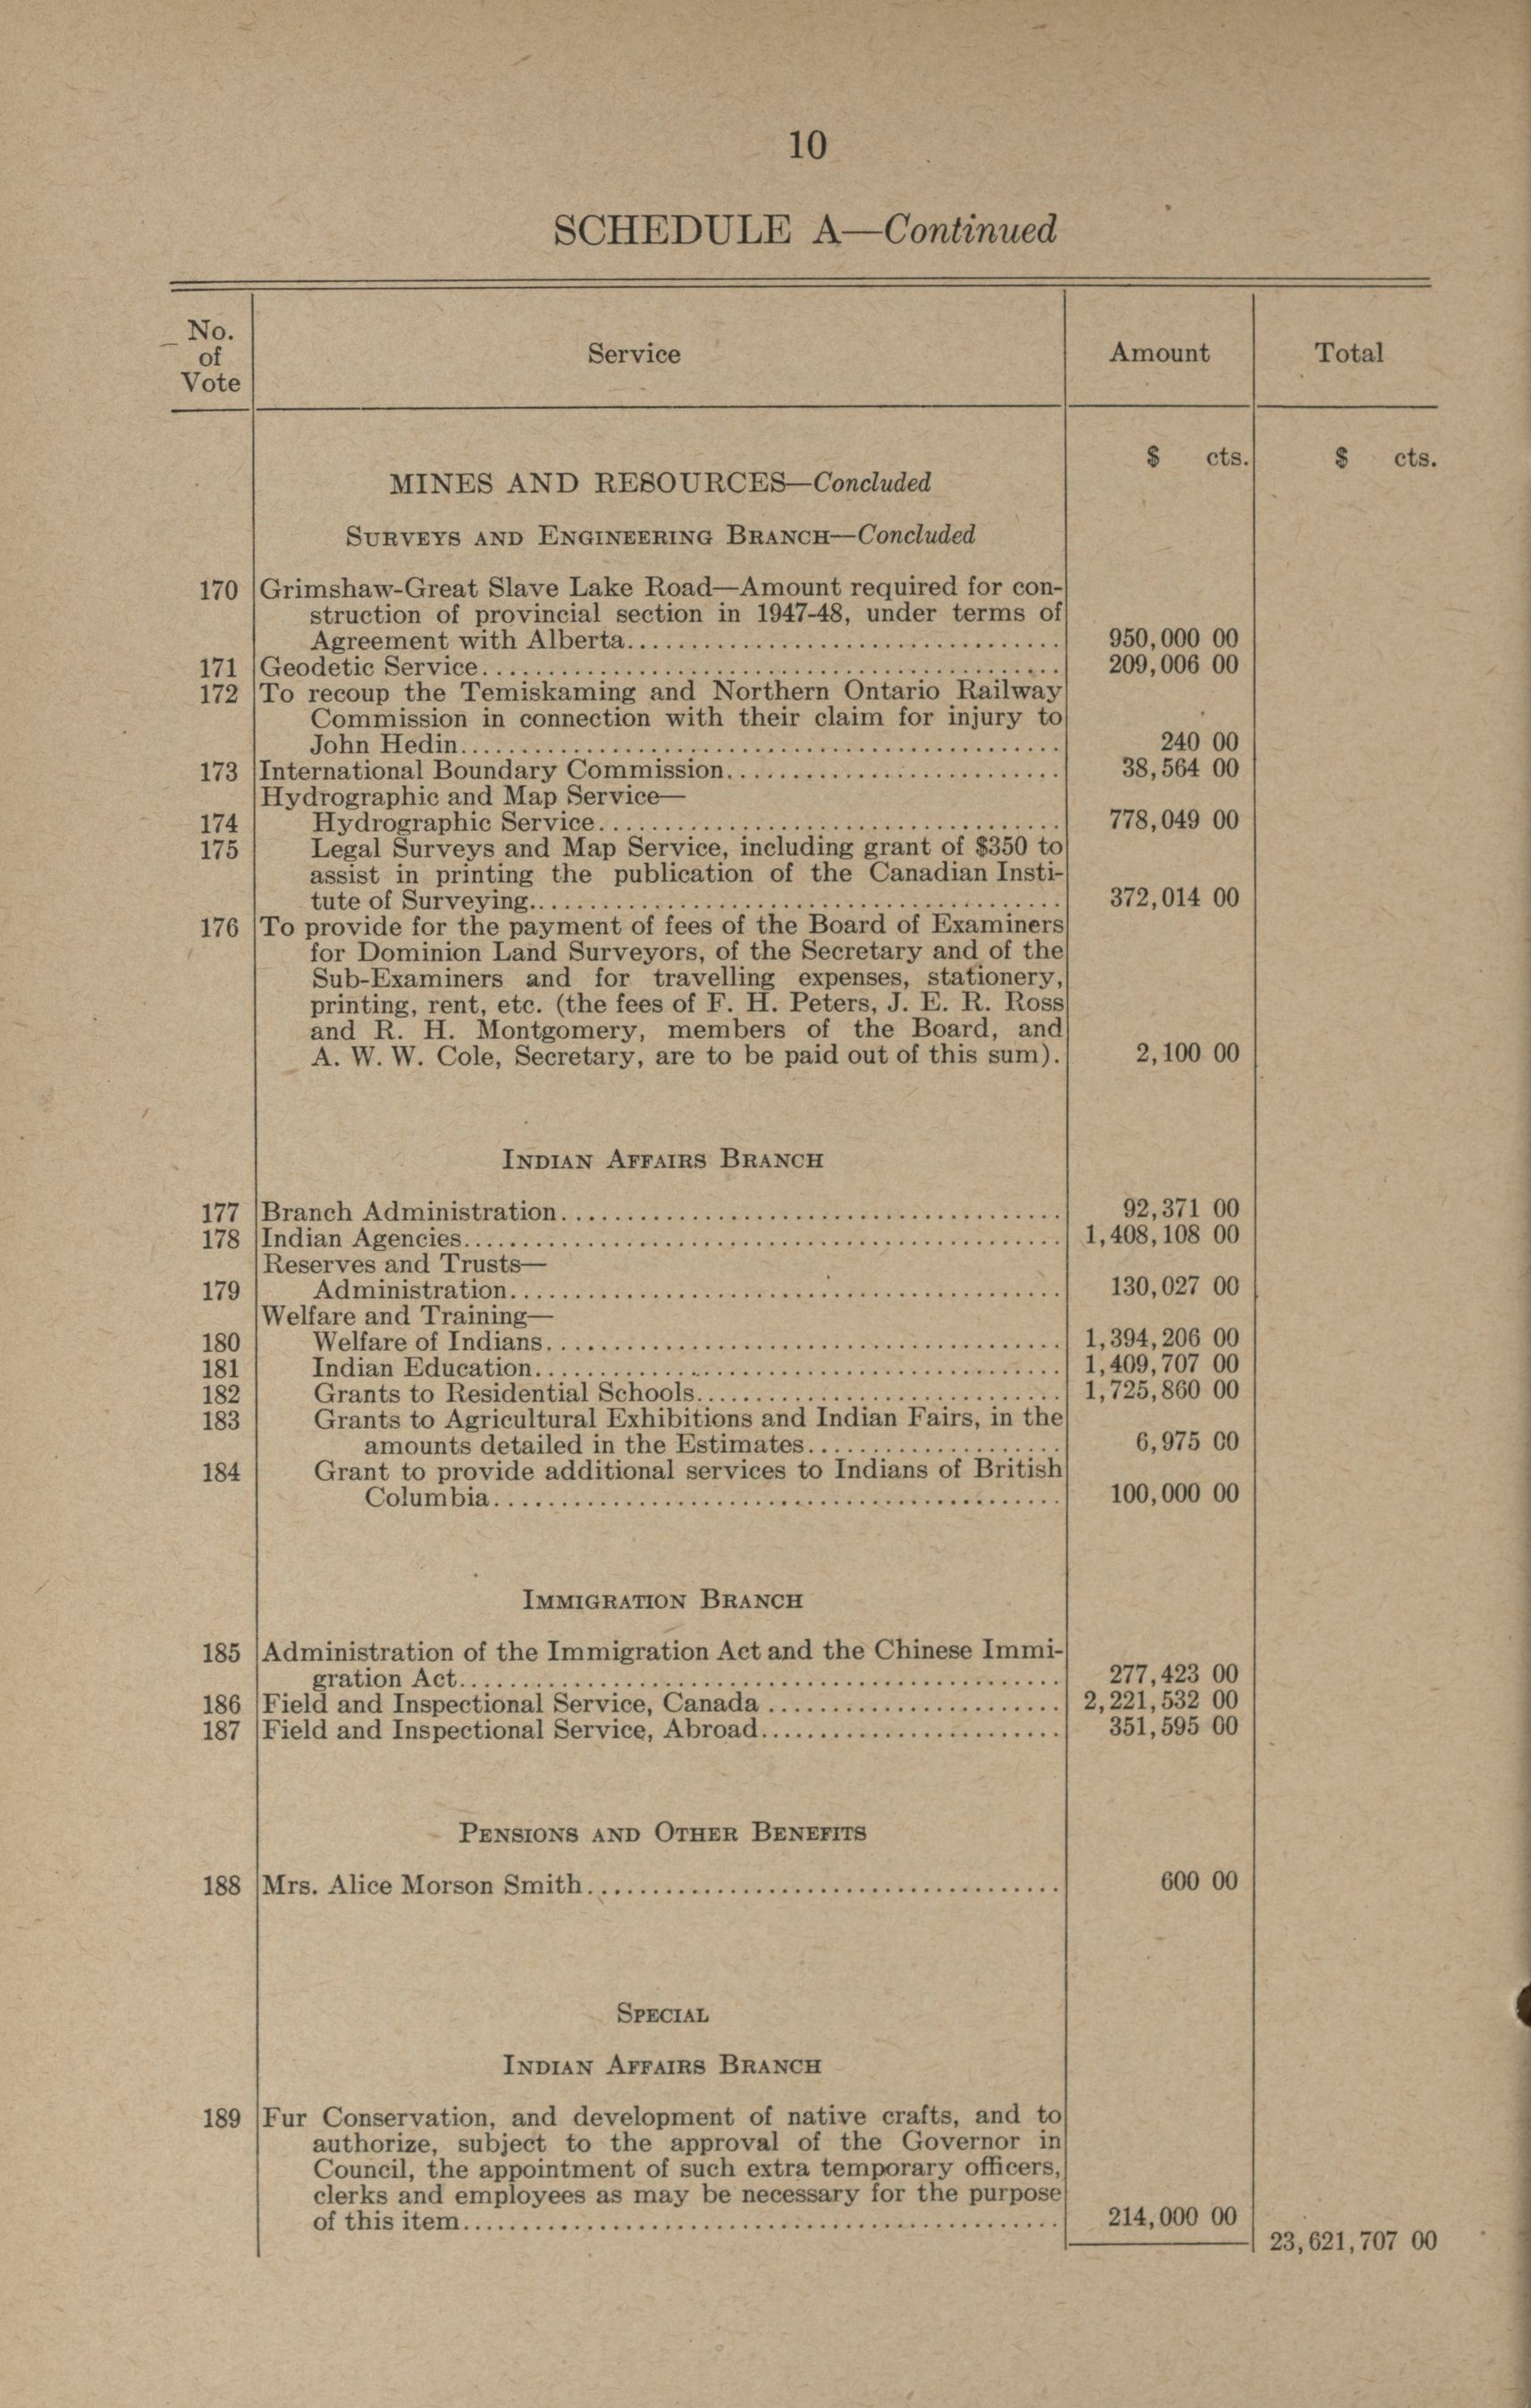 10
SCHEDULE A—Continued
No.
of
Vote
Service
Amount
Total
$ cts.
$ cts.
MINES AND RESOURCES—Concluded
SURVEYS AND ENGINEERING BRANCH—Concluded
170 Grimshaw-Great Slave Lake Road—Amount required for con-
struction of provincial section in 1947-48, under terms of
Agreement with Alberta.......... 950,000 00
171 Geodetic Service.......... 209,006 00
172 To recoup the Temiskaming and Northern Ontario Railway
Commission in connection with their claim for injury to
John Hedin.......... 240 00
173 International Boundary Commission.......... 38,564 00
Hydrographic and Map Service—
174 Hydrographic Service.......... 778,049 00
175 Legal Surveys and Map Service, including grant of $350 to
assist in printing the publication of the Canadian Insti-
tute of Surveying.......... 372,014 00
176 To provide for the payment of fees of the Board of Examiners
for Dominion Land Surveyors, of the Secretary and of the
Sub-Examiners and for travelling expenses, stationery,
printing, rent, etc. (the fees of F. H. Peters, J. E. R. Ross
and R. H. Montgomery, members of the Board, and
A. W. W. Cole, Secretary, are to be paid out of this sum). 2,100 00
INDIAN AFFAIRS BRANCH
177 Branch Administration.......... 92,371 00
178 Indian Agencies.......... 1,408,108 00
Reserves and Trusts—
179 Administration.......... 130,027 00
Welfare and Training—
180 Welfare of Indians.......... 1,394,206 00
181 Indian Education.......... 1,409,707 00
182 Grants to Residential Schools.......... 1,725,860 00
183 Grants to Agricultural Exhibitions and Indian Fairs, in the
amounts detailed in the Estimates.......... 6,975 00
184 Grant to provide additional services to Indians of British
Columbia.......... 100,000 00
IMMIGRATION BRANCH
185 Administration of the Immigration Act and the Chinese Immi-
gration Act.......... 277,423 00
186 Field and Inspectional Service, Canada.......... 2,221,532 00
187 Field and Inspectional Service, Abroad.......... 351,595 00
PENSIONS AND OTHER BENEFITS
188 Mrs. Alice Morson Smith.......... 600 00
SPECIAL
INDIAN AFFAIRS BRANCH
189 Fur Conservation, and development of native crafts, and to
authorize, subject to the approval of the Governor in
Council, the appointment of such extra temporary officers,
clerks and employees as may be necessary for the purpose
of this item.......... 214,000 00
23,621,707 00